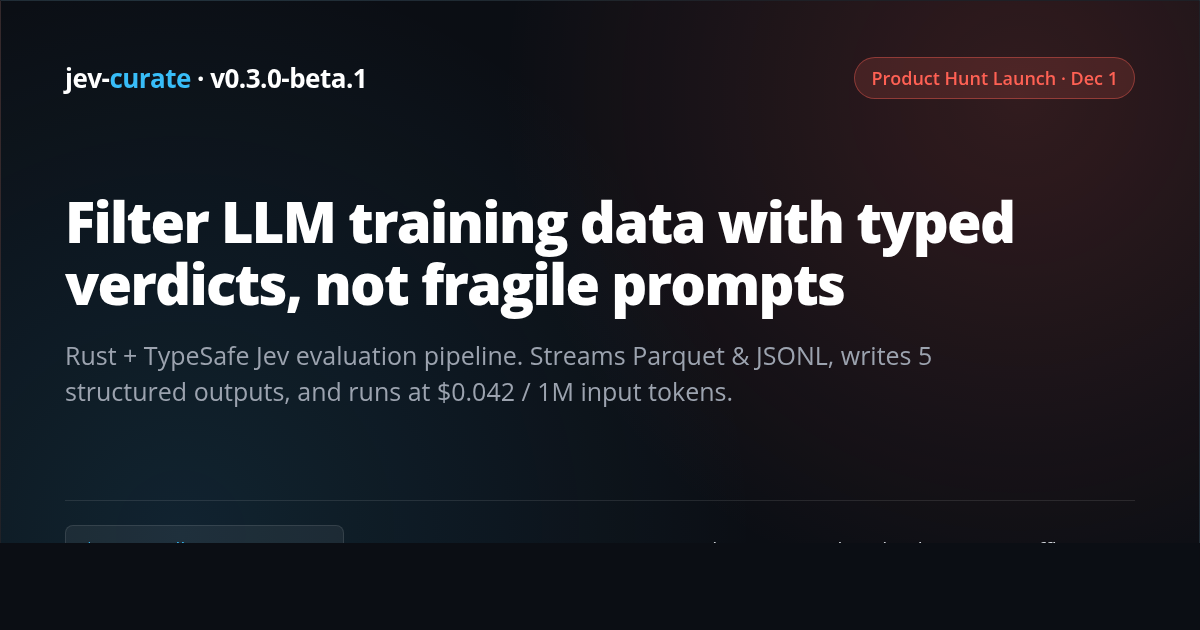 jev-curate · v0.3.0-beta.1
Product Hunt Launch · Dec 1
Filter LLM training data with typed
verdicts, not fragile prompts
Rust + TypeSafe Jev evaluation pipeline. Streams Parquet & JSONL, writes 5
structured outputs, and runs at $0.042 / 1M input tokens.